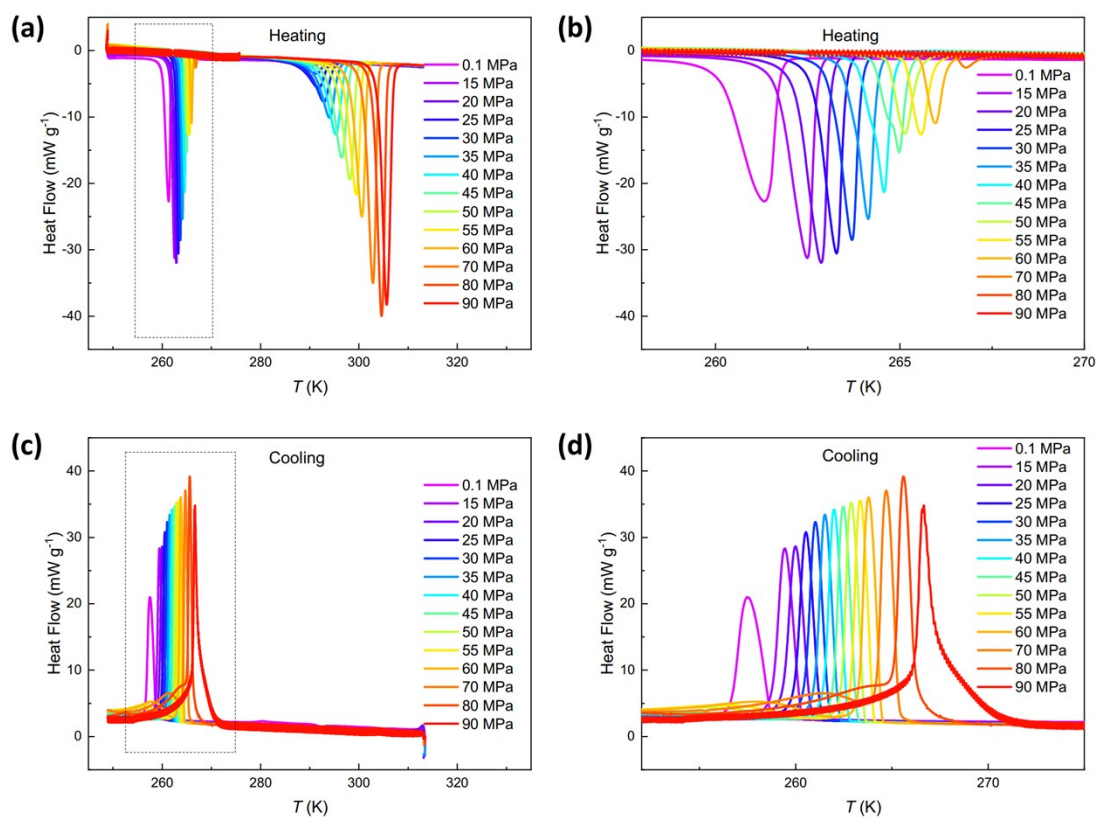 (a)
Heating
0
-10
-20
-30
-40
Heat Flow (mW g⁻¹)
260
280
300
320
T (K)
0.1 MPa
15 MPa
20 MPa
25 MPa
30 MPa
35 MPa
40 MPa
45 MPa
50 MPa
55 MPa
60 MPa
70 MPa
80 MPa
90 MPa
(b)
Heating
0
-10
-20
-30
-40
Heat Flow (mW g⁻¹)
260
265
270
T (K)
0.1 MPa
15 MPa
20 MPa
25 MPa
30 MPa
35 MPa
40 MPa
45 MPa
50 MPa
55 MPa
60 MPa
70 MPa
80 MPa
90 MPa
(c)
Cooling
40
30
20
10
0
Heat Flow (mW g⁻¹)
260
280
300
320
T (K)
0.1 MPa
15 MPa
20 MPa
25 MPa
30 MPa
35 MPa
40 MPa
45 MPa
50 MPa
55 MPa
60 MPa
70 MPa
80 MPa
90 MPa
(d)
Cooling
40
30
20
10
0
Heat Flow (mW g⁻¹)
260
270
T (K)
0.1 MPa
15 MPa
20 MPa
25 MPa
30 MPa
35 MPa
40 MPa
45 MPa
50 MPa
55 MPa
60 MPa
70 MPa
80 MPa
90 MPa